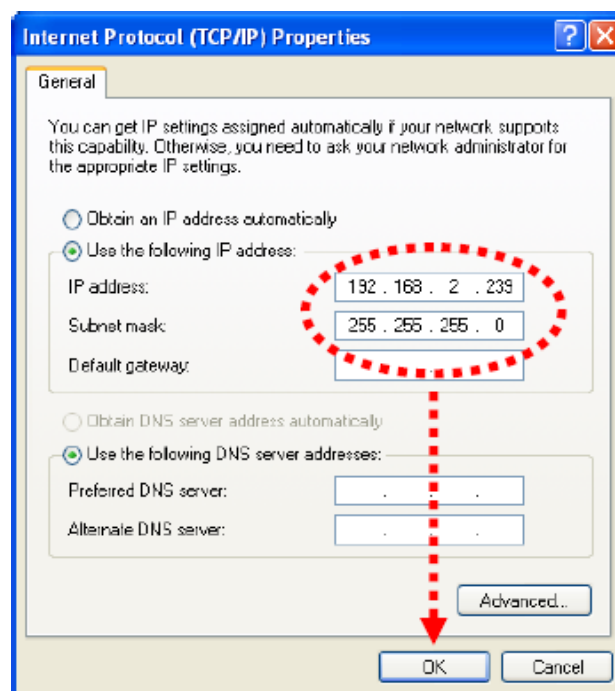 Internet Protocol (TCP/IP) Properties
General
You can get IP settings assigned automatically if your network supports
this capability. Otherwise, you need to ask your network administrator for
the appropriate IP settings.
Obtain an IP address automatically
Use the following IP address:
IP address: 192 . 168 . 2 . 239
Subnet mask: 255 . 255 . 255 . 0
Default gateway:
Obtain DNS server address automatically
Use the following DNS server addresses:
Preferred DNS server: . . .
Alternate DNS server: . . .
Advanced...
OK Cancel